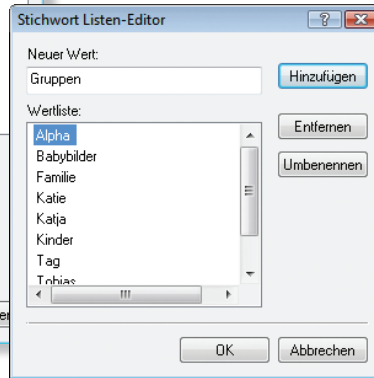 Stichwort Listen-Editor
Neuer Wert:
Gruppen
Hinzufügen
Wertliste:
Alpha
Babybilder
Familie
Katie
Katja
Kinder
Tag
Tobias
Entfernen
Umbenennen
OK
Abbrechen